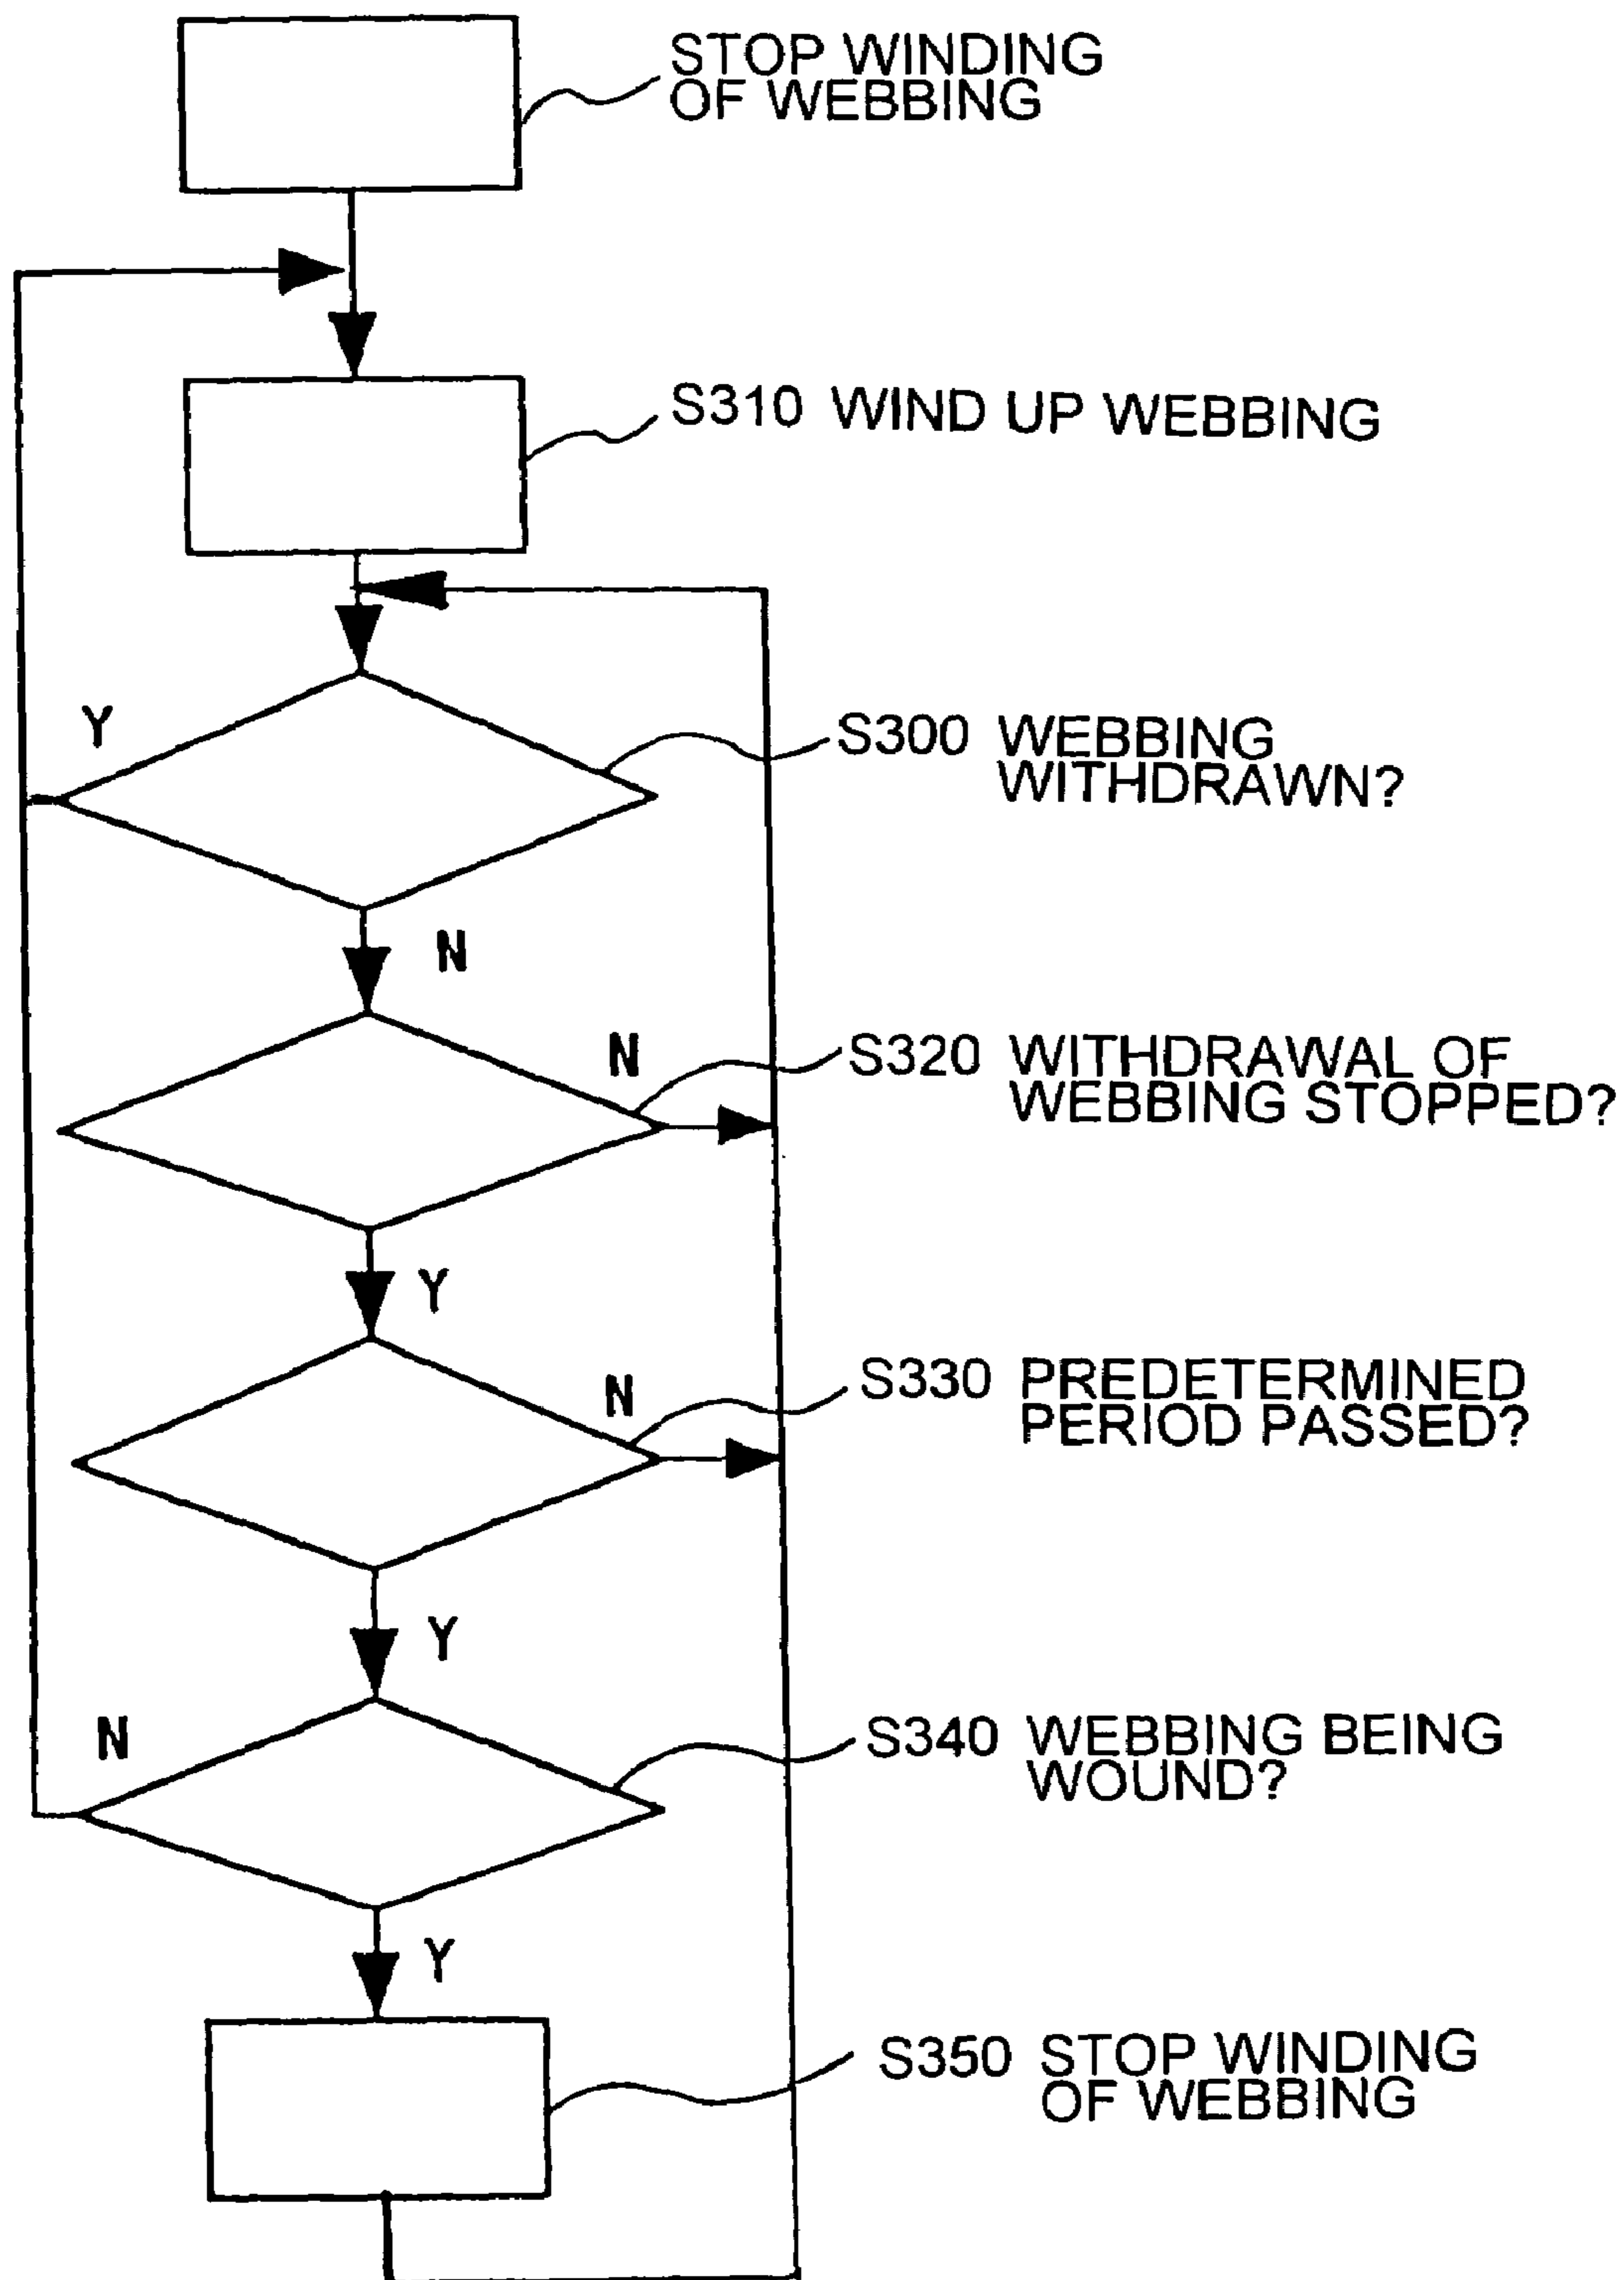 STOP WINDING
OF WEBBING
S310 WIND UP WEBBING
Y
S300 WEBBING
WITHDRAWN?
N
N
S320 WITHDRAWAL OF
WEBBING STOPPED?
Y
N
S330 PREDETERMINED
PERIOD PASSED?
Y
N
S340 WEBBING BEING
WOUND?
Y
S350 STOP WINDING
OF WEBBING